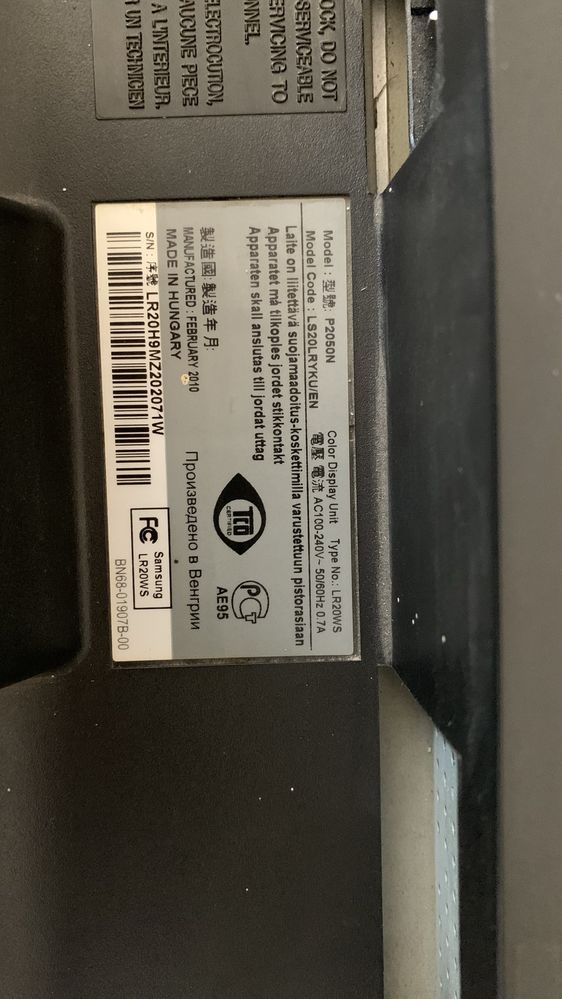 OCK, DO NOT
SERVICEABLE
ERVICING TO
NNEL.
ELECTROCUTION,
AUCUNE PIECE
À L'INTERIEUR.
R UN TECHNICIEN
Model : 型號: P2050N
Color Display Unit Type No.: LR20WS
Model Code : LS20LRYKU/EN
電壓 電流 AC100-240V~ 50/60Hz 0.7A
Laite on liitettävä suojamaadoitus-koskettimilla varustettuun pistorasiaan
Apparatet må tilkoples jordet stikkontakt
Apparaten skall anslutas till jordat uttag
TCO
CERTIFIED
AE95
製造國: 製造年 月:
MANUFACTURED : FEBRUARY 2010
MADE IN HUNGARY
Произведено в Венгрии
S/N : 序號 LR20H9MZ202071W
FC
Samsung
LR20WS
BN68-01907B-00